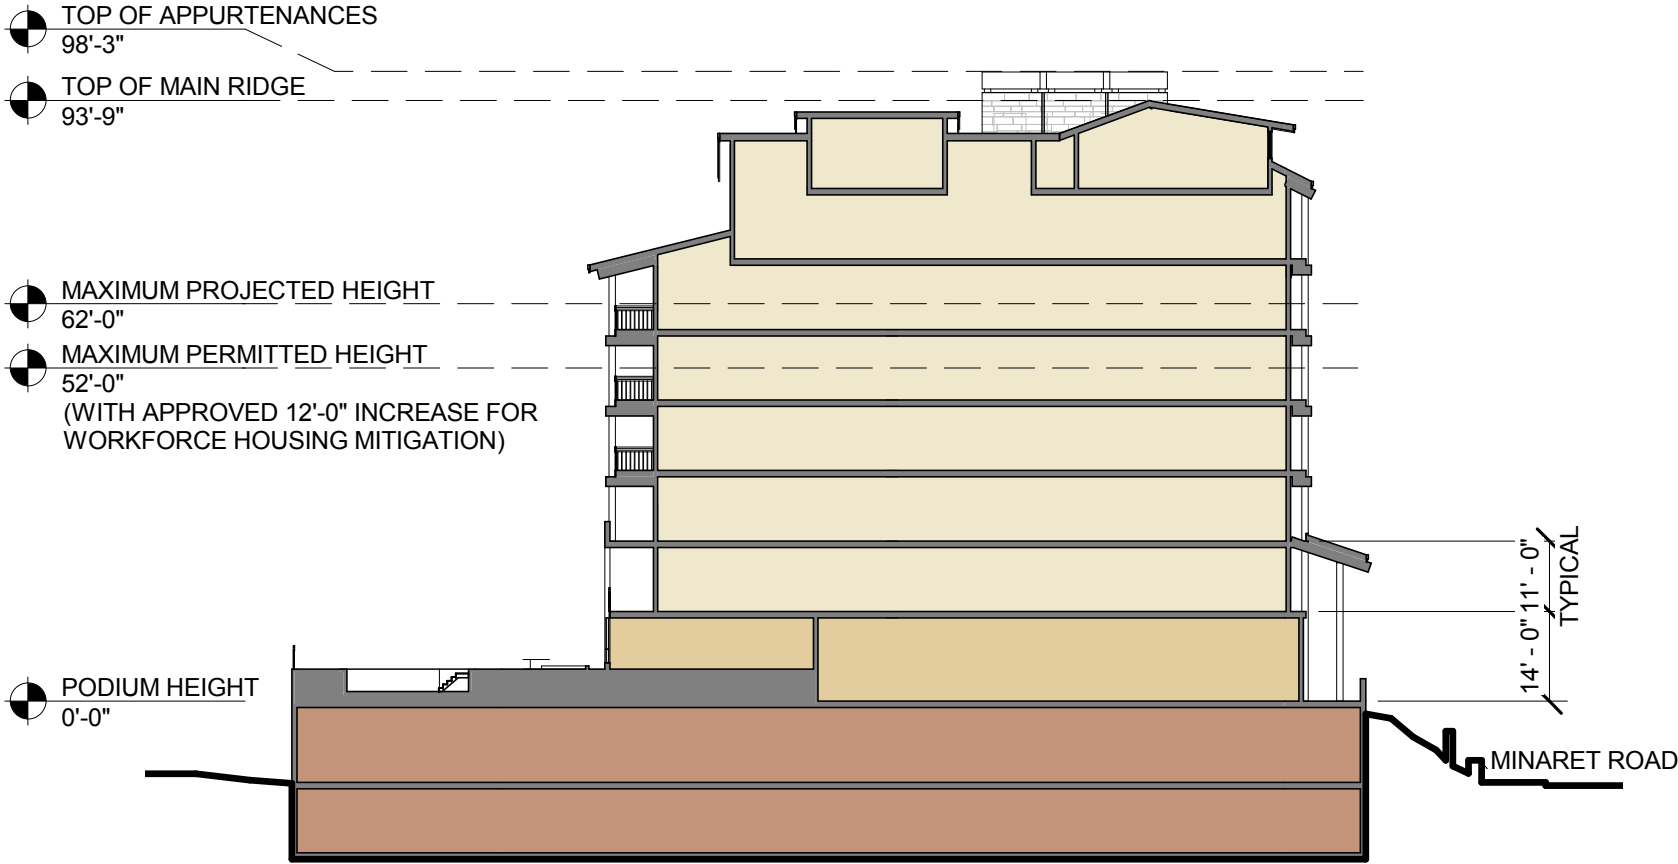 TOP OF APPURTENANCES
98'-3"
TOP OF MAIN RIDGE
93'-9"
MAXIMUM PROJECTED HEIGHT
62'-0"
MAXIMUM PERMITTED HEIGHT
52'-0"
(WITH APPROVED 12'-0" INCREASE FOR
WORKFORCE HOUSING MITIGATION)
11' - 0"
TYPICAL
14' - 0"
PODIUM HEIGHT
0'-0"
MINARET ROAD